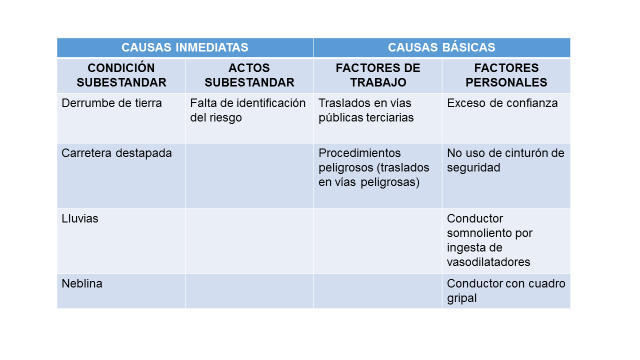 CAUSAS INMEDIATAS
CAUSAS BÁSICAS
CONDICIÓN
SUBESTANDAR
ACTOS
SUBESTANDAR
FACTORES DE
TRABAJO
FACTORES
PERSONALES
Derrumbe de tierra
Falta de identificación
del riesgo
Traslados en vías
públicas terciarias
Exceso de confianza
Carretera destapada
Procedimientos
peligrosos (traslados
en vías peligrosas)
No uso de cinturón de
seguridad
Lluvias
Conductor
somnoliento por
ingesta de
vasodilatadores
Neblina
Conductor con cuadro
gripal